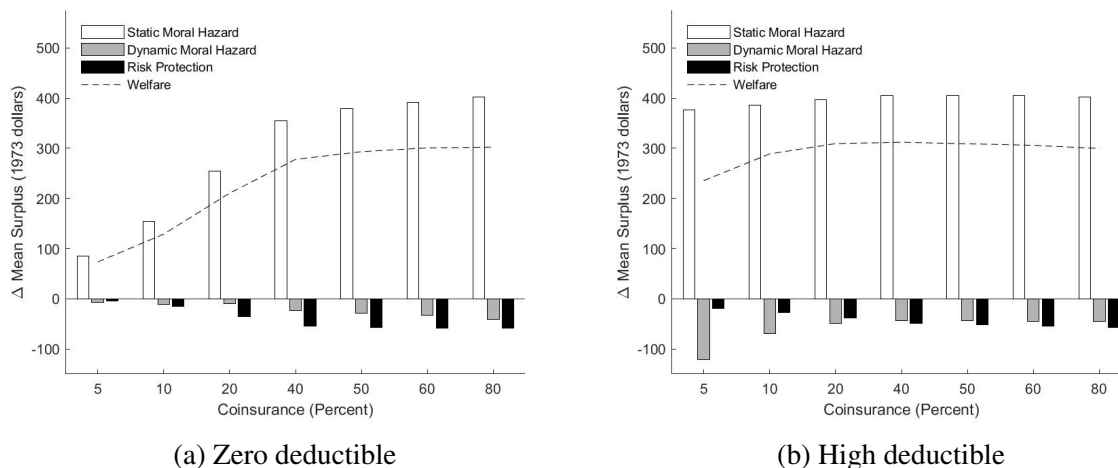 Static Moral Hazard
Dynamic Moral Hazard
Risk Protection
Welfare
500
400
300
200
100
0
-100
Δ Mean Surplus (1973 dollars)
5 10 20 40 50 60 80
Coinsurance (Percent)
(a) Zero deductible
Static Moral Hazard
Dynamic Moral Hazard
Risk Protection
Welfare
500
400
300
200
100
0
-100
Δ Mean Surplus (1973 dollars)
5 10 20 40 50 60 80
Coinsurance (Percent)
(b) High deductible